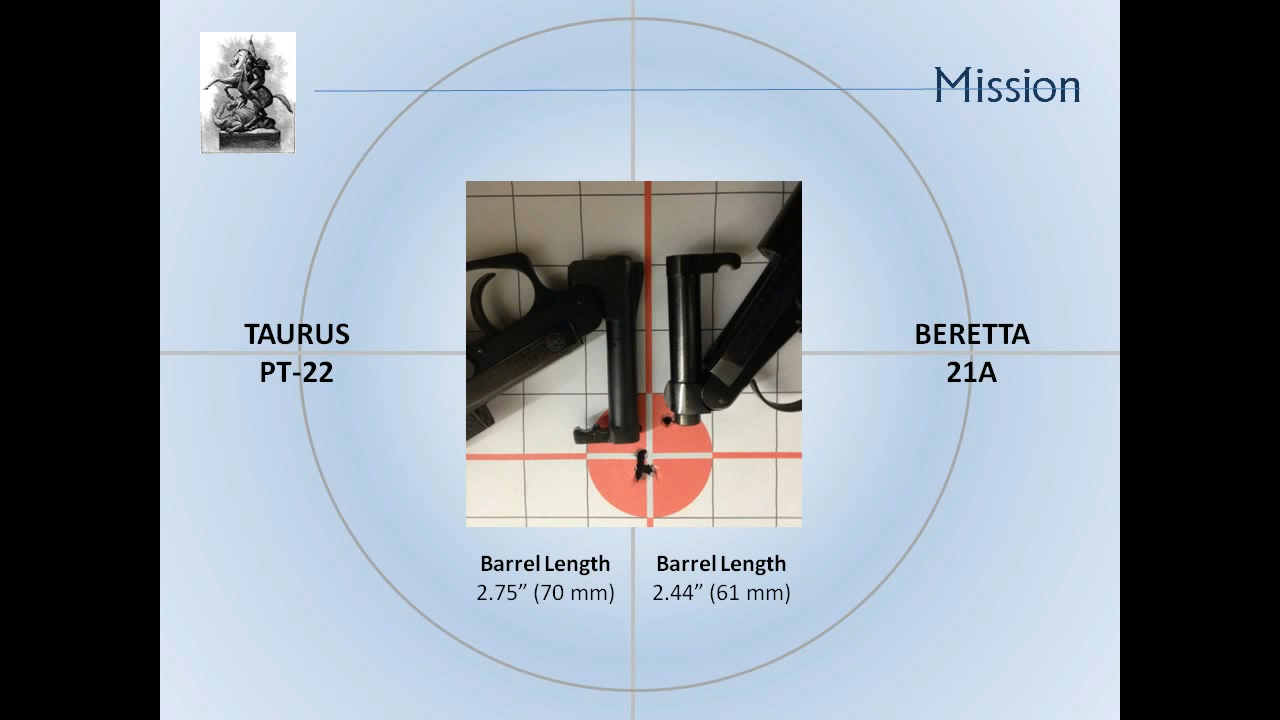 Mission
TAURUS
PT-22
BERETTA
21A
Barrel Length
2.75” (70 mm)
Barrel Length
2.44” (61 mm)